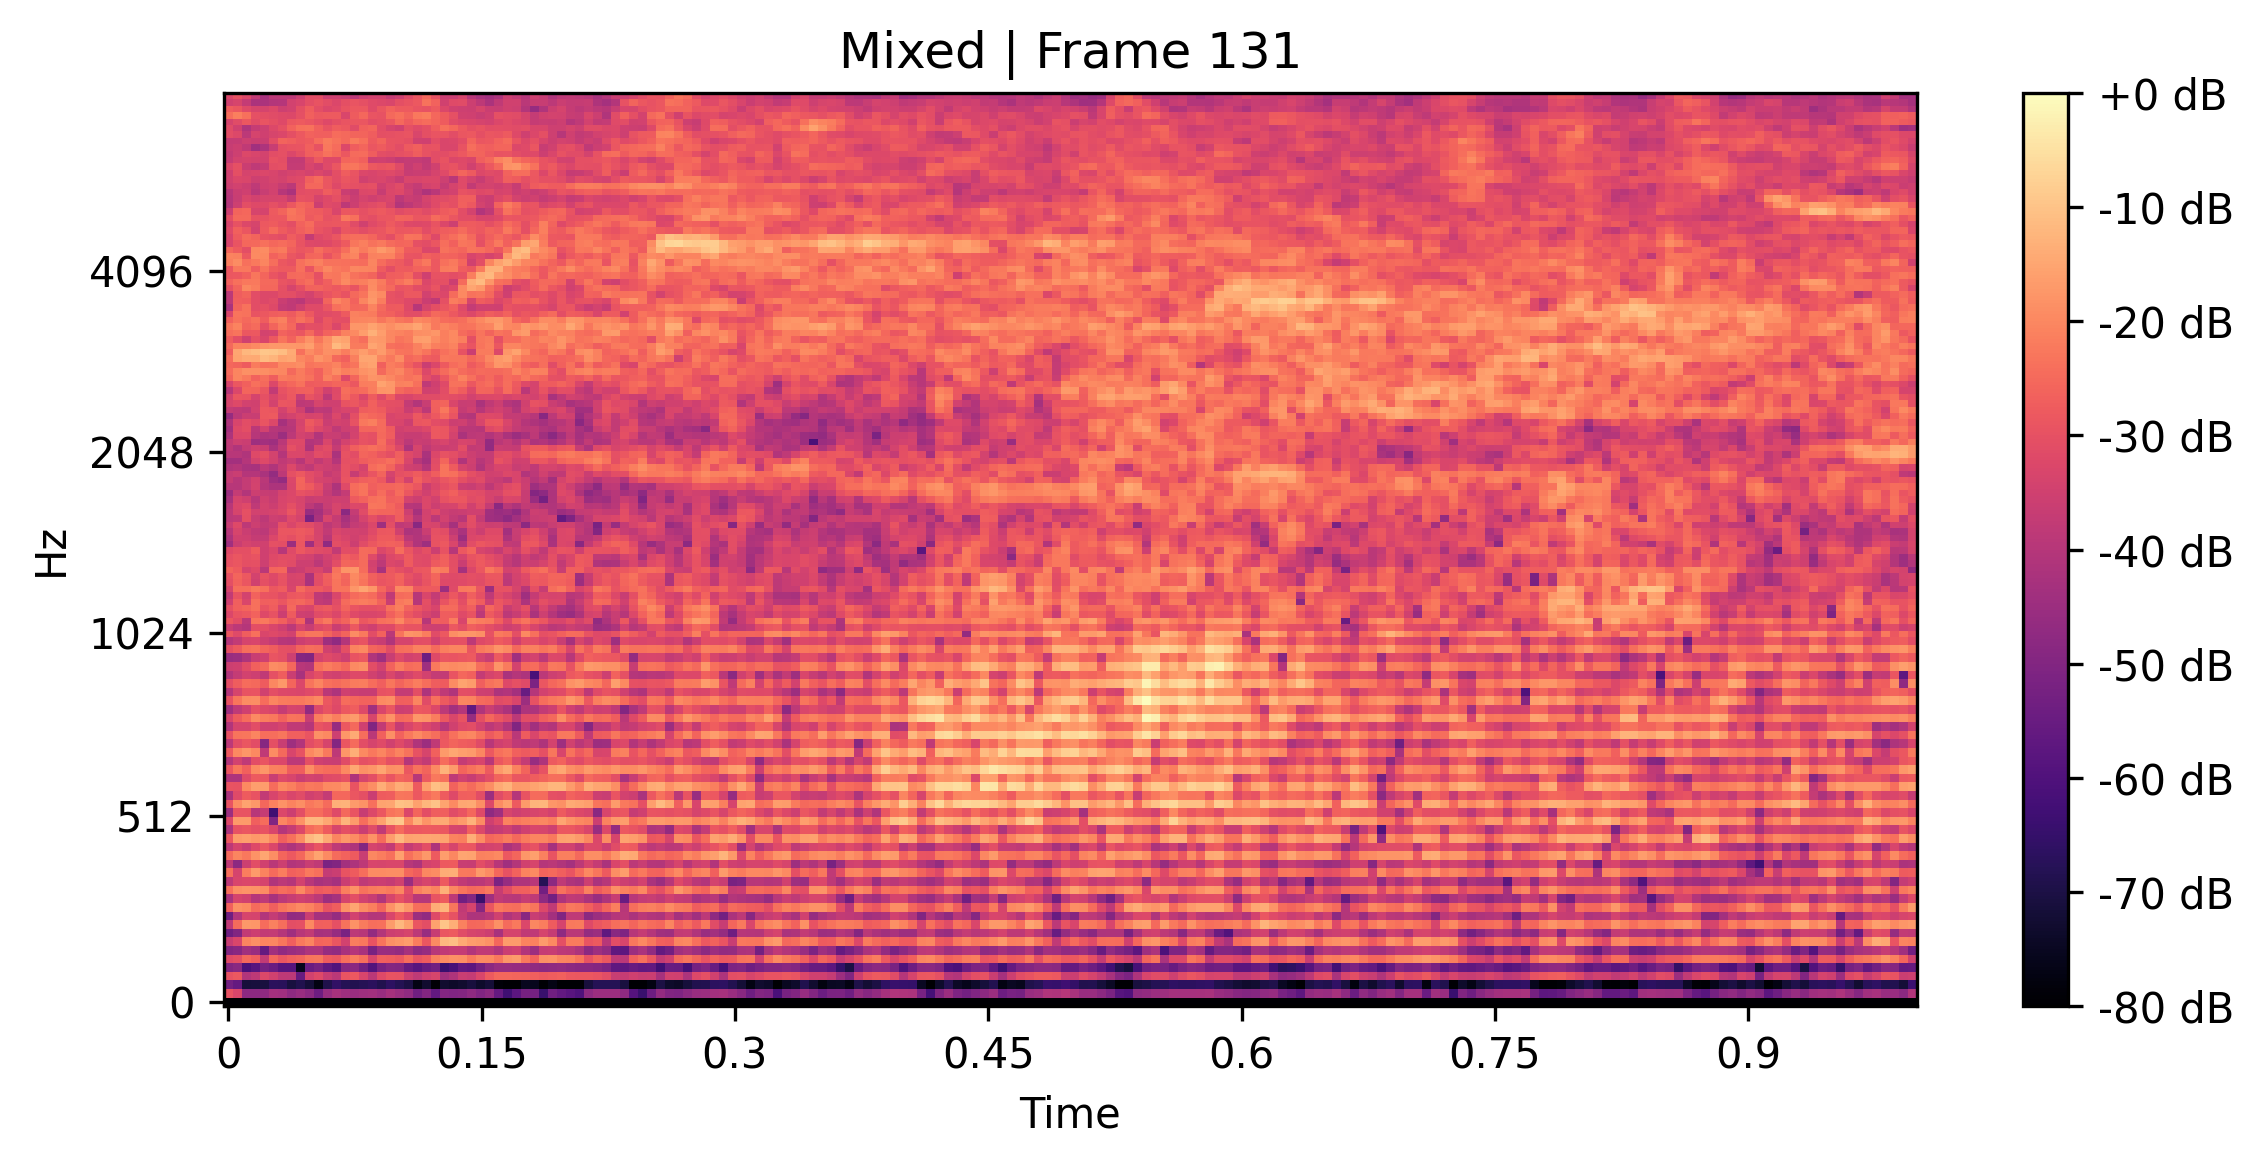 Mixed | Frame 131
+0 dB
-10 dB
-20 dB
-30 dB
-40 dB
-50 dB
-60 dB
-70 dB
-80 dB
Hz
4096
2048
1024
512
0
0 0.15 0.3 0.45 0.6 0.75 0.9
Time